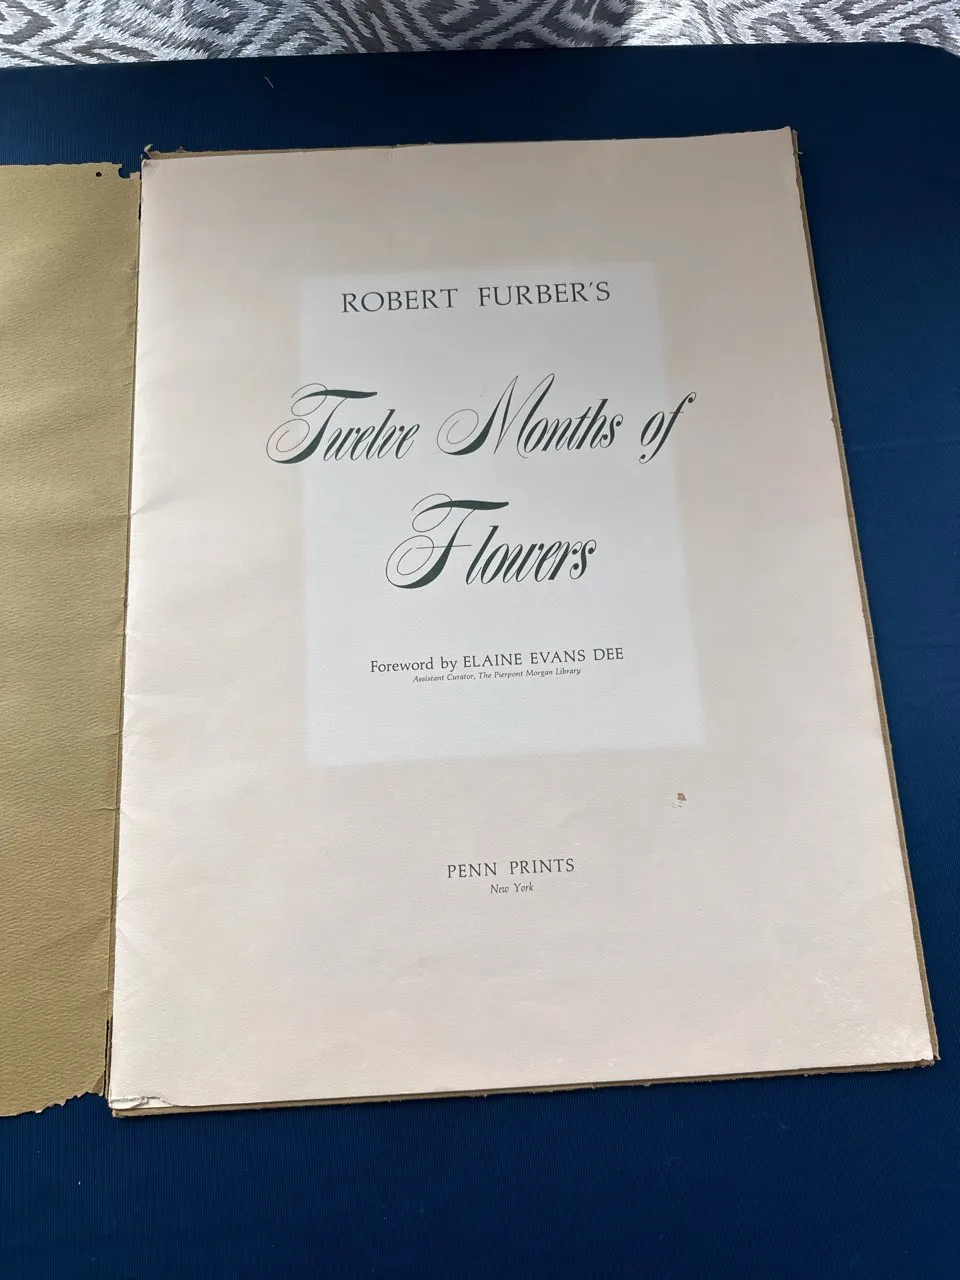 ROBERT FURBER'S
Twelve Months of
Flowers
Foreword by ELAINE EVANS DEE
Assistant Curator, The Pierpont Morgan Library
PENN PRINTS
New York